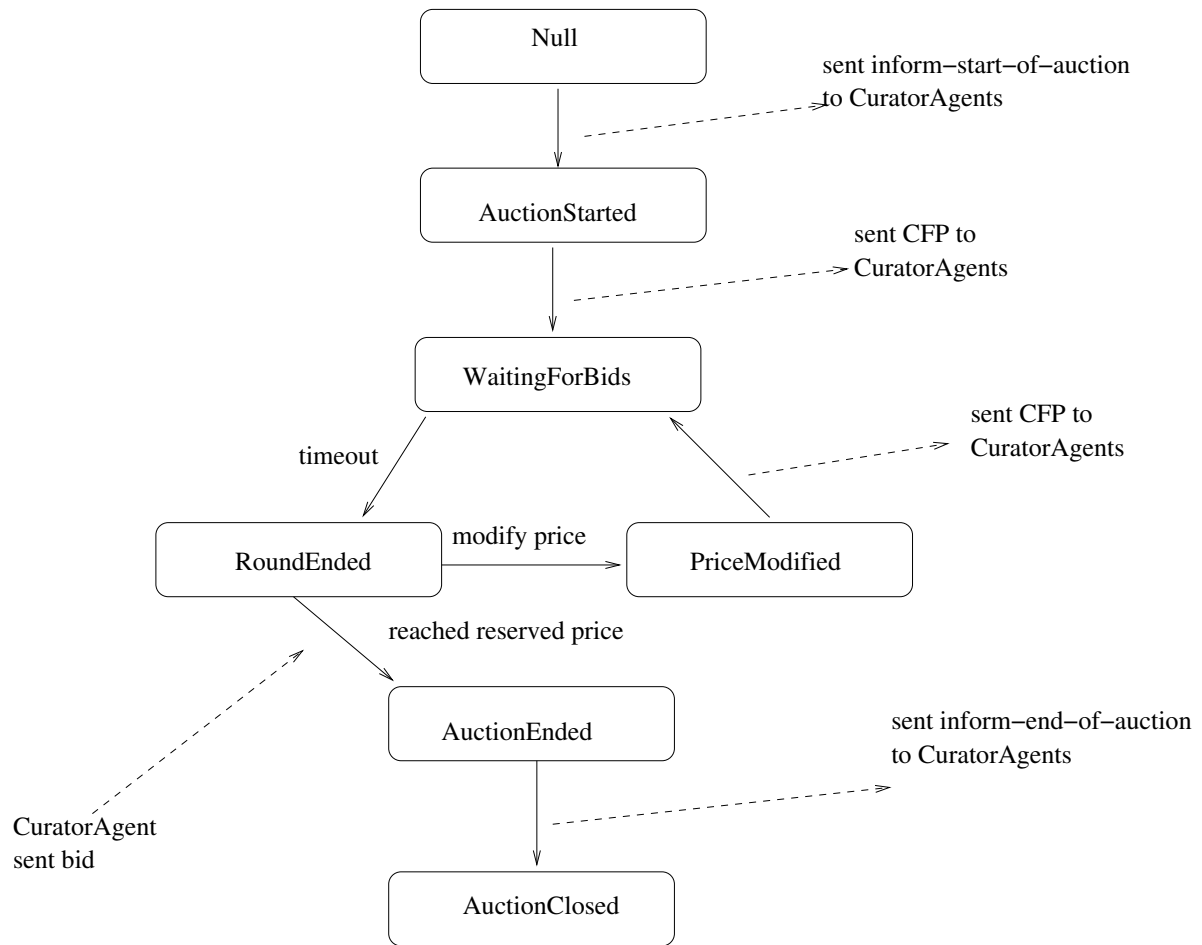 Null
sent inform−start−of−auction
to CuratorAgents
AuctionStarted
sent CFP to
CuratorAgents
WaitingForBids
sent CFP to
CuratorAgents
timeout
modify price
RoundEnded
PriceModified
reached reserved price
AuctionEnded
sent inform−end−of−auction
to CuratorAgents
CuratorAgent
sent bid
AuctionClosed